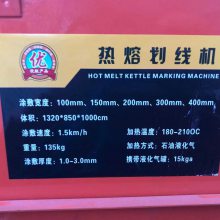 优
热熔划线机
HOT MELT KETTLE MARKING MACHINE
涂敷宽度：100mm、150mm、200mm、300mm、400mm
体积：1320*850*1000cm
涂敷速度：1.5km/h
加热温度：180-210OC
重量：135kg
加热方式：石油液化气
涂敷厚度：1.0-3.0mm
携带液化气罐：15kga